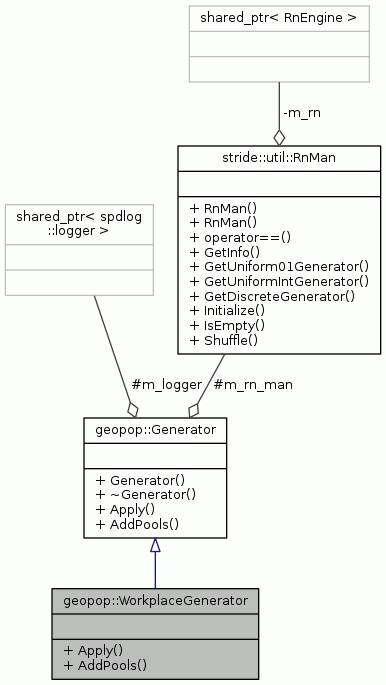 shared_ptr< RnEngine >
-m_rn
stride::util::RnMan
+ RnMan()
+ RnMan()
+ operator==()
+ GetInfo()
+ GetUniform01Generator()
+ GetUniformIntGenerator()
+ GetDiscreteGenerator()
+ Initialize()
+ IsEmpty()
+ Shuffle()
shared_ptr< spdlog
::logger >
#m_logger
#m_rn_man
geopop::Generator
+ Generator()
+ ~Generator()
+ Apply()
+ AddPools()
geopop::WorkplaceGenerator
+ Apply()
+ AddPools()